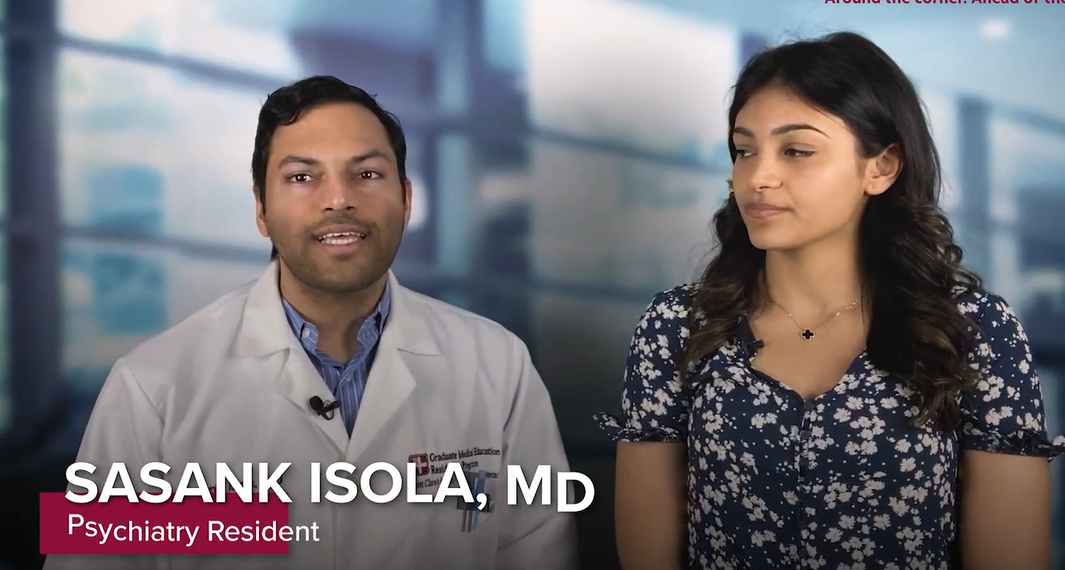 Around the corner. Ahead of the
SASANK ISOLA, MD
Psychiatry Resident
Graduate Medical Education